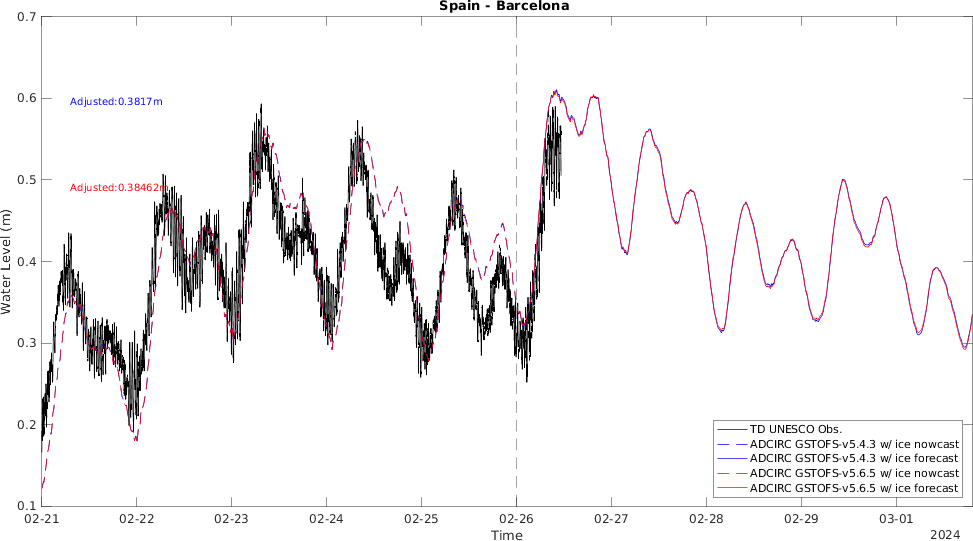 Spain - Barcelona
0.7
0.6
0.5
0.4
0.3
0.2
0.1
Water Level (m)
Adjusted:0.3817m
Adjusted:0.38462m
TD UNESCO Obs.
ADCIRC GSTOFS-v5.4.3 w/ ice nowcast
ADCIRC GSTOFS-v5.4.3 w/ ice forecast
ADCIRC GSTOFS-v5.6.5 w/ ice nowcast
ADCIRC GSTOFS-v5.6.5 w/ ice forecast
02-21 02-22 02-23 02-24 02-25 02-26 02-27 02-28 02-29 03-01
Time
2024